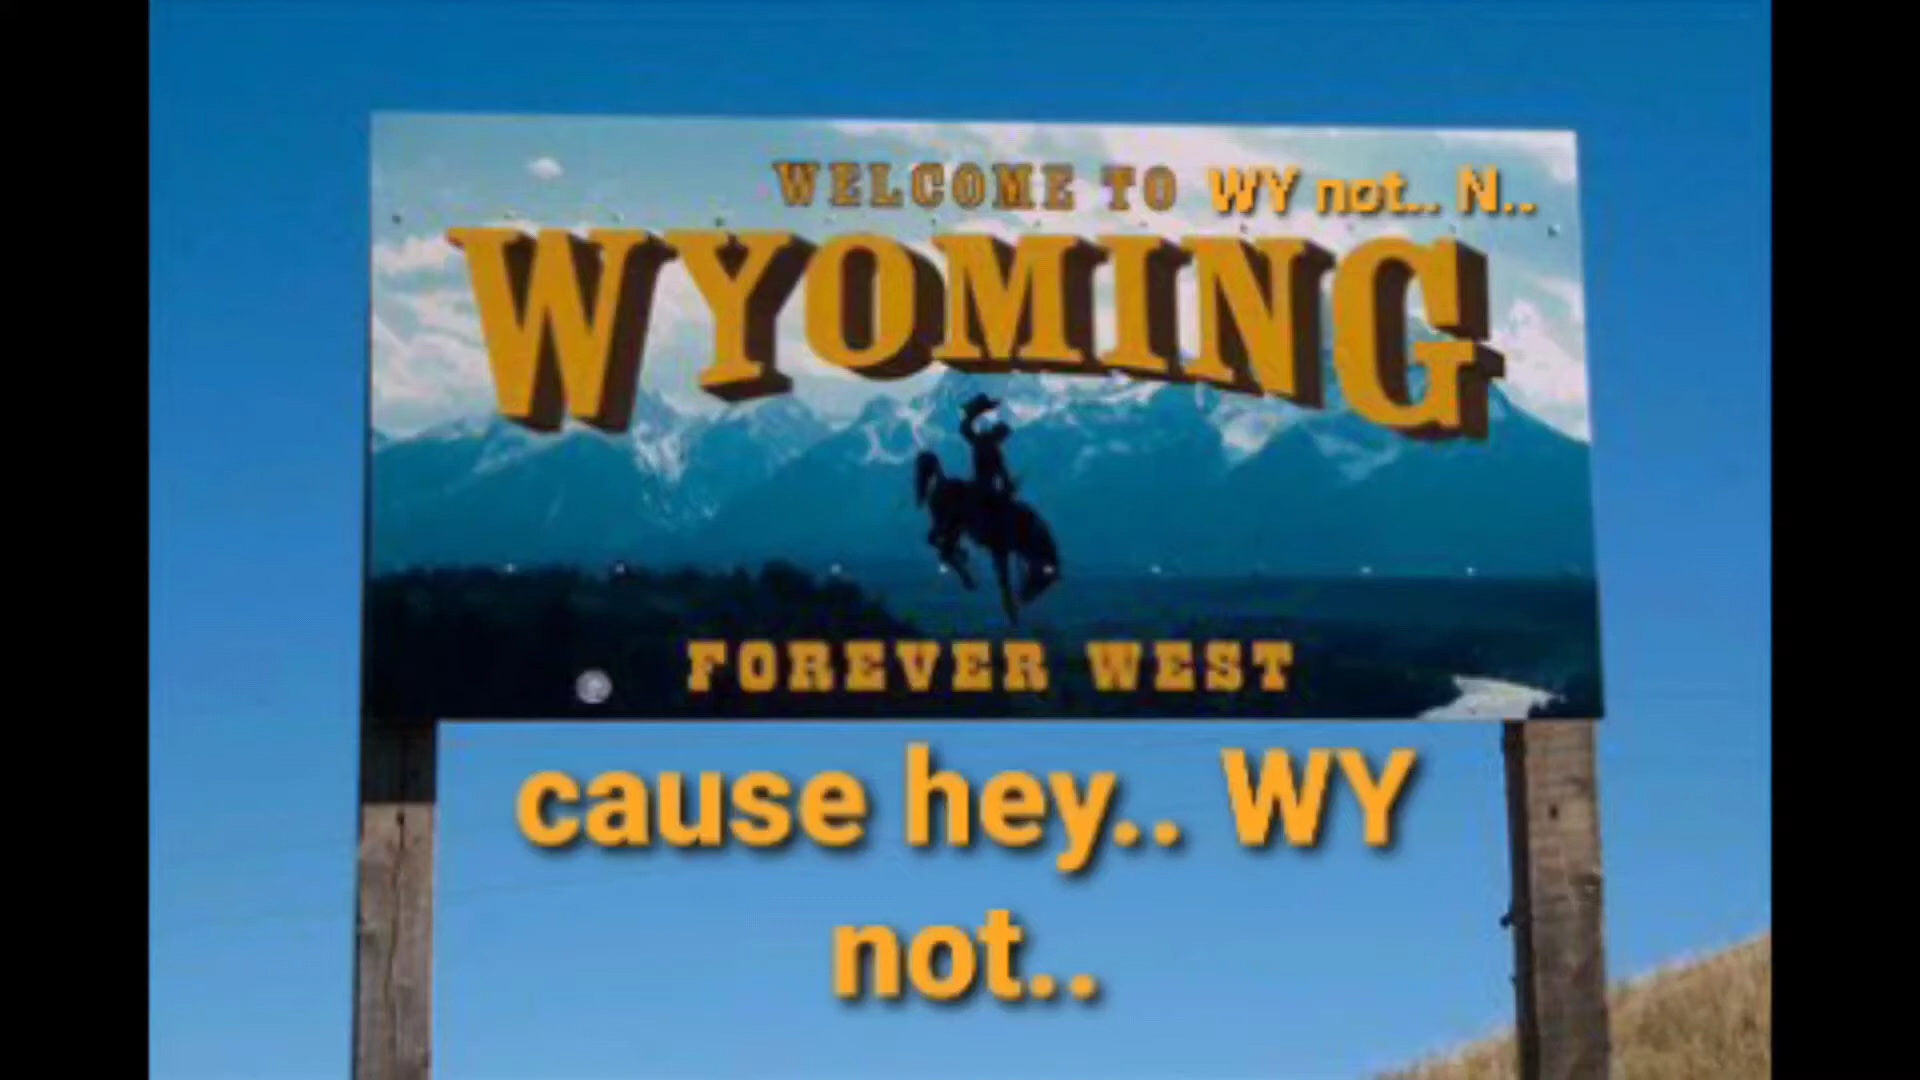 WELCOME TO WY not.. N..
WYOMING
FOREVER WEST
cause hey.. WY
not..